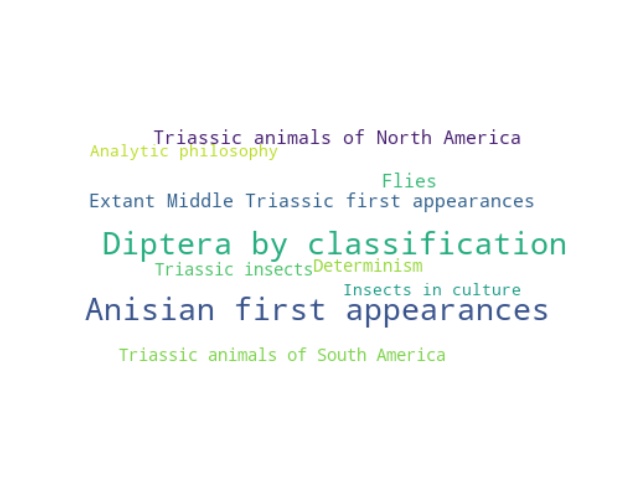 Triassic animals of North America
Analytic philosophy
Flies
Extant Middle Triassic first appearances
Diptera by classification
Triassic insects
Determinism
Insects in culture
Anisian first appearances
Triassic animals of South America